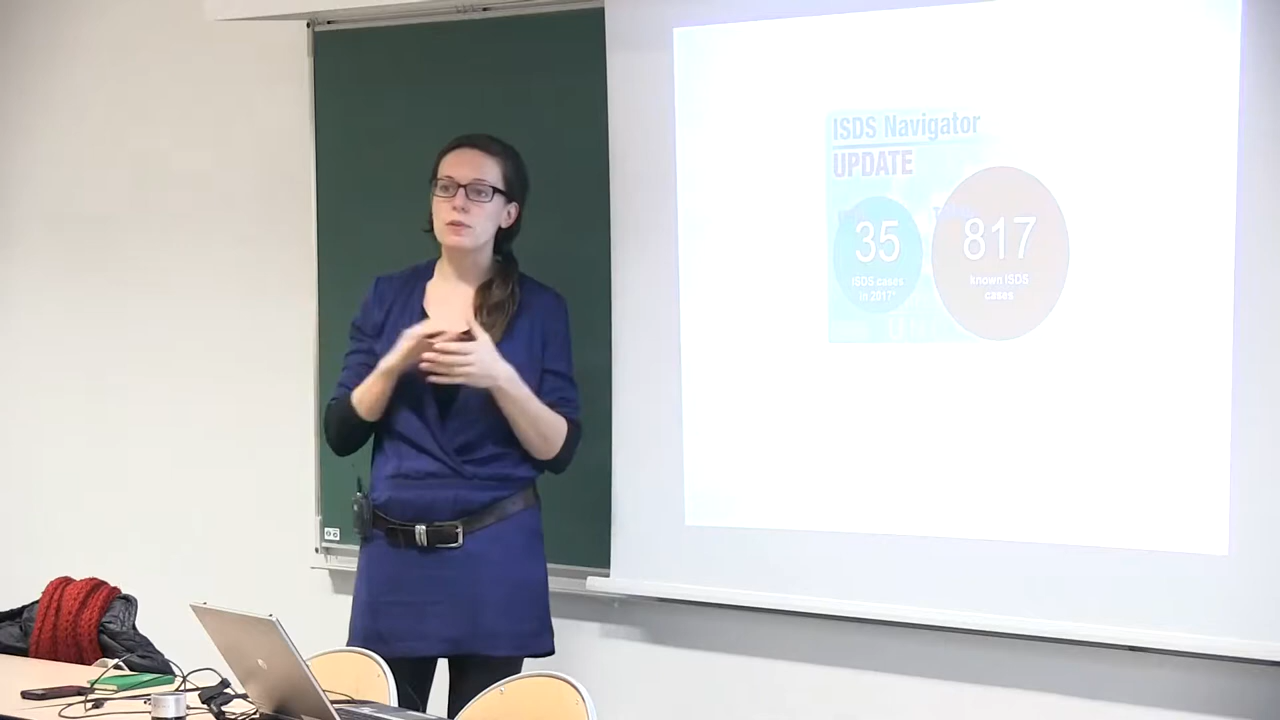 ISDS Navigator
UPDATE
35
ISDS cases
in 2017*
817
known ISDS
cases